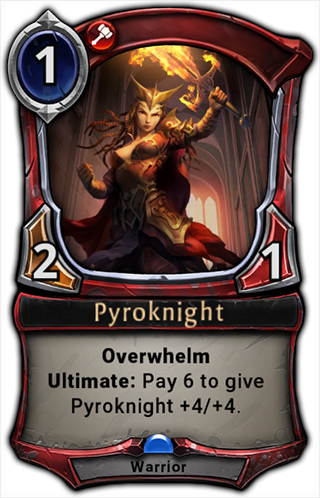 1
2
1
Pyroknight
Overwhelm
Ultimate: Pay 6 to give
Pyroknight +4/+4.
Warrior